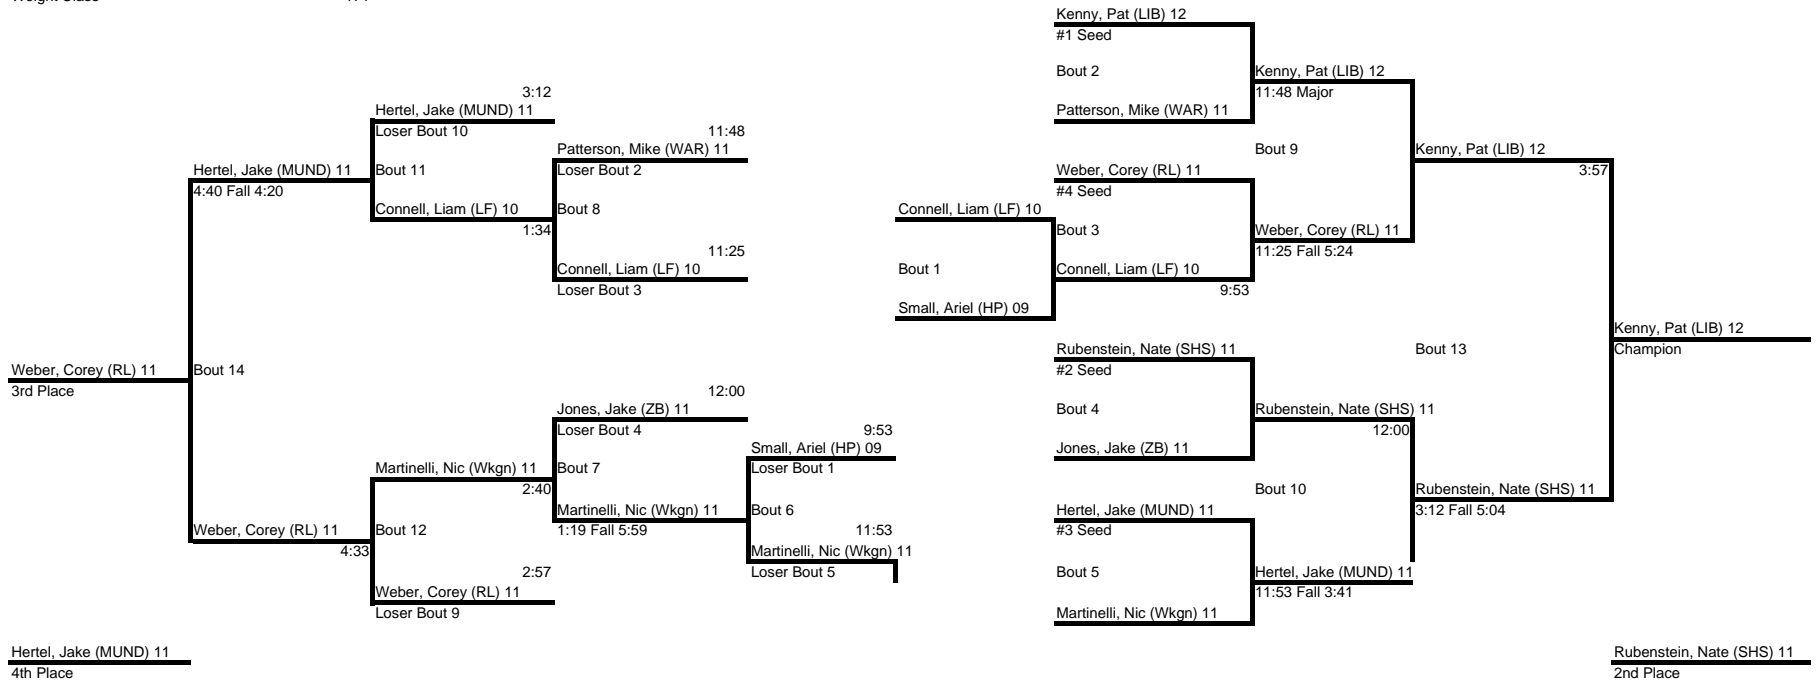 Kenny, Pat (LIB) 12
#1 Seed
Bout 2
Kenny, Pat (LIB) 12
3:12
11:48 Major
Hertel, Jake (MUND) 11
Patterson, Mike (WAR) 11
Loser Bout 10
11:48
Patterson, Mike (WAR) 11
Bout 9
Kenny, Pat (LIB) 12
Hertel, Jake (MUND) 11
Bout 11
Loser Bout 2
Weber, Corey (RL) 11
3:57
4:40 Fall 4:20
#4 Seed
Connell, Liam (LF) 10
Bout 8
Connell, Liam (LF) 10
1:34
Bout 3
Weber, Corey (RL) 11
11:25
11:25 Fall 5:24
Connell, Liam (LF) 10
Bout 1
Connell, Liam (LF) 10
Loser Bout 3
9:53
Small, Ariel (HP) 09
Kenny, Pat (LIB) 12
Rubenstein, Nate (SHS) 11
Bout 13
Champion
Weber, Corey (RL) 11
Bout 14
#2 Seed
3rd Place
12:00
Jones, Jake (ZB) 11
Bout 4
Rubenstein, Nate (SHS) 11
Loser Bout 4
9:53
12:00
Small, Ariel (HP) 09
Jones, Jake (ZB) 11
Martinelli, Nic (Wkgn) 11
Bout 7
Loser Bout 1
2:40
Bout 10
Rubenstein, Nate (SHS) 11
Martinelli, Nic (Wkgn) 11
Bout 6
Hertel, Jake (MUND) 11
3:12 Fall 5:04
Weber, Corey (RL) 11
Bout 12
1:19 Fall 5:59
11:53
#3 Seed
4:33
Martinelli, Nic (Wkgn) 11
2:57
Loser Bout 5
Bout 5
Hertel, Jake (MUND) 11
Weber, Corey (RL) 11
11:53 Fall 3:41
Loser Bout 9
Martinelli, Nic (Wkgn) 11
Hertel, Jake (MUND) 11
Rubenstein, Nate (SHS) 11
4th Place
2nd Place